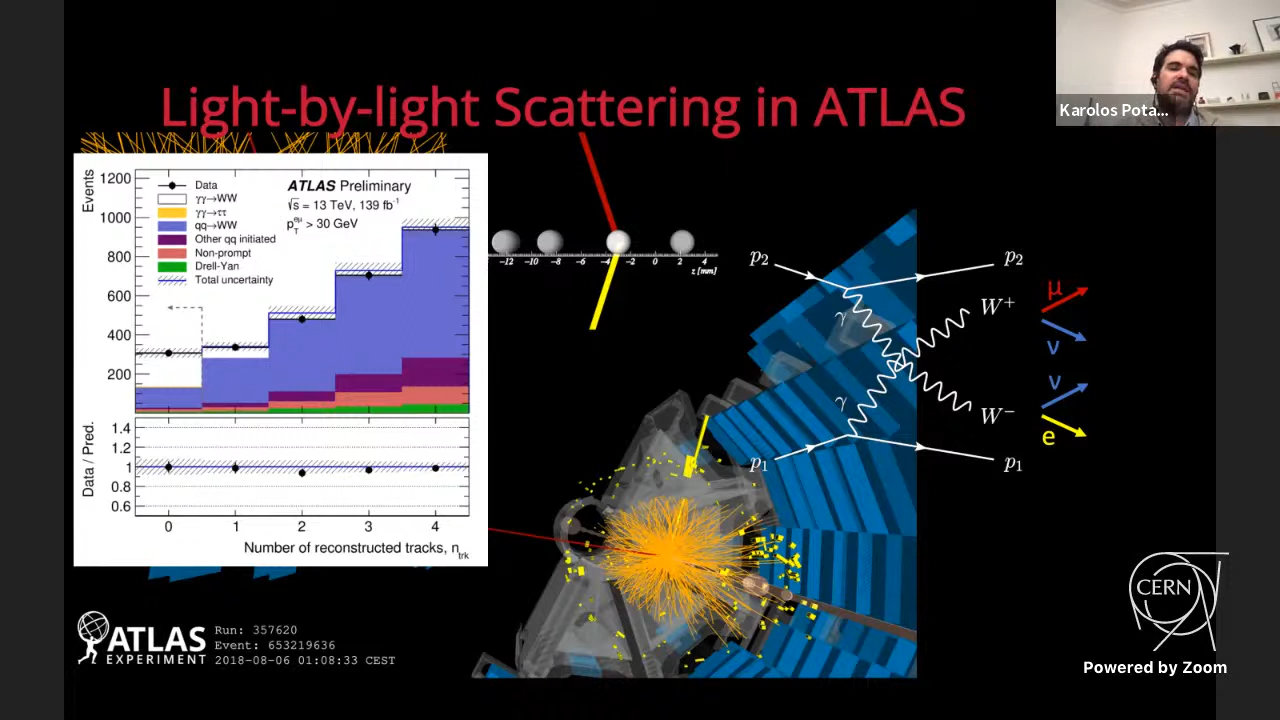 Light-by-light Scattering in ATLAS
Karolos Pota...
Events
1200
1000
800
600
400
200
Data
γγ→WW
γγ→ττ
qq→WW
Other qq initiated
Non-prompt
Drell-Yan
Total uncertainty
ATLAS Preliminary
√s = 13 TeV, 139 fb⁻¹
p_T^eμ > 30 GeV
Data / Pred.
1.4
1.2
1
0.8
0.6
0 1 2 3 4
Number of reconstructed tracks, n_trk
-12 -10 -8 -6 -4 -2 0 2 4
z [mm]
p₂ p₂
γ W⁺
μ
ν
ν
γ W⁻
e
p₁ p₁
ATLAS
EXPERIMENT
Run: 357620
Event: 653219636
2018-08-06 01:08:33 CEST
CERN
Powered by Zoom